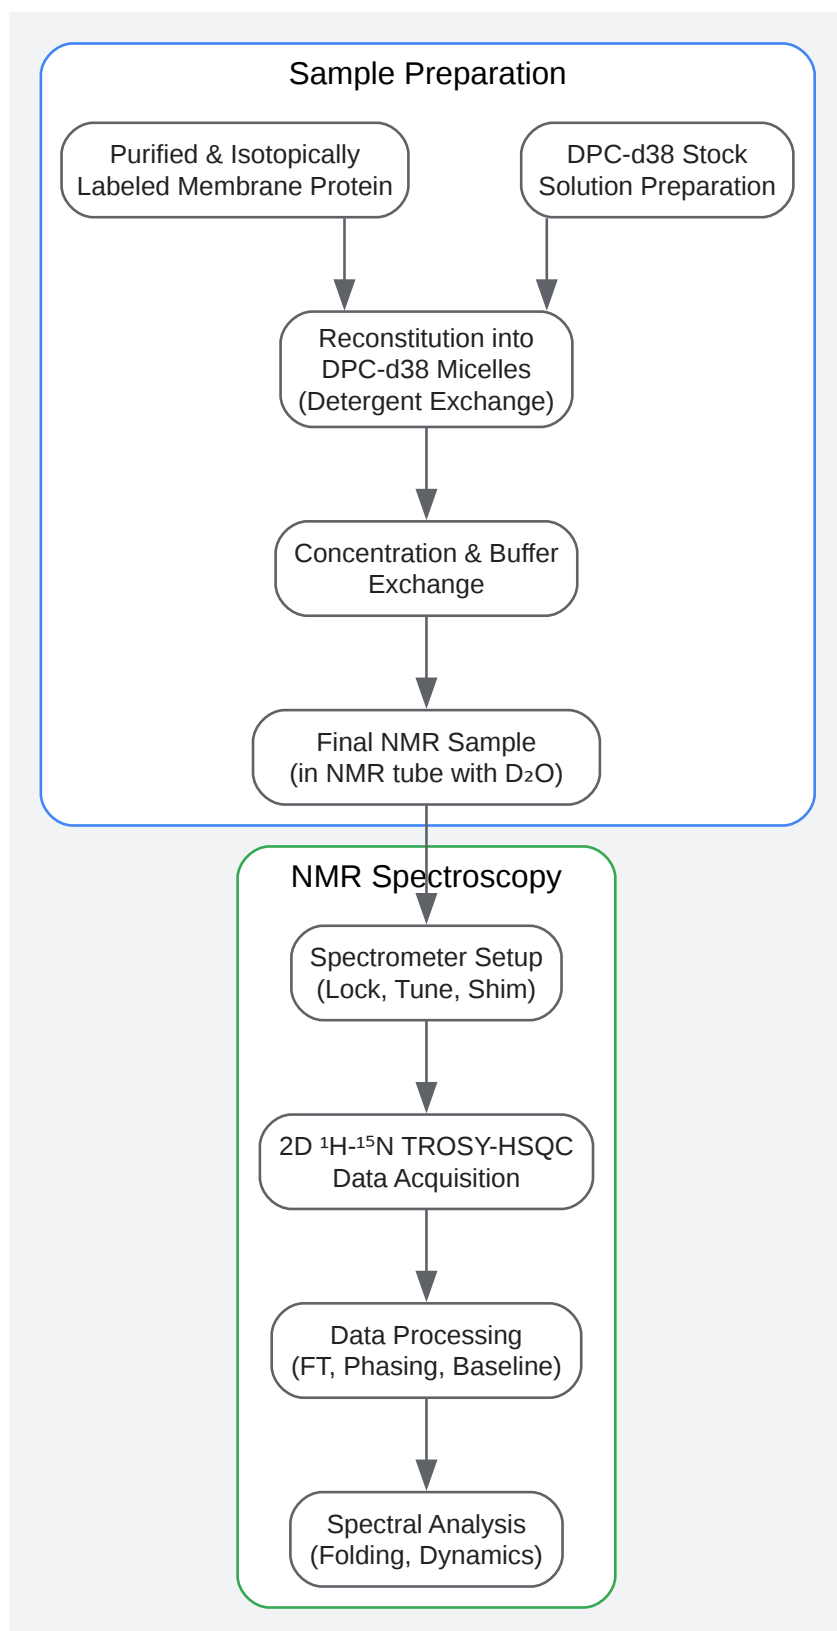 Sample Preparation
Purified & Isotopically
Labeled Membrane Protein
DPC-d38 Stock
Solution Preparation
Reconstitution into
DPC-d38 Micelles
(Detergent Exchange)
Concentration & Buffer
Exchange
Final NMR Sample
(in NMR tube with D₂O)
NMR Spectroscopy
Spectrometer Setup
(Lock, Tune, Shim)
2D ¹H-¹⁵N TROSY-HSQC
Data Acquisition
Data Processing
(FT, Phasing, Baseline)
Spectral Analysis
(Folding, Dynamics)